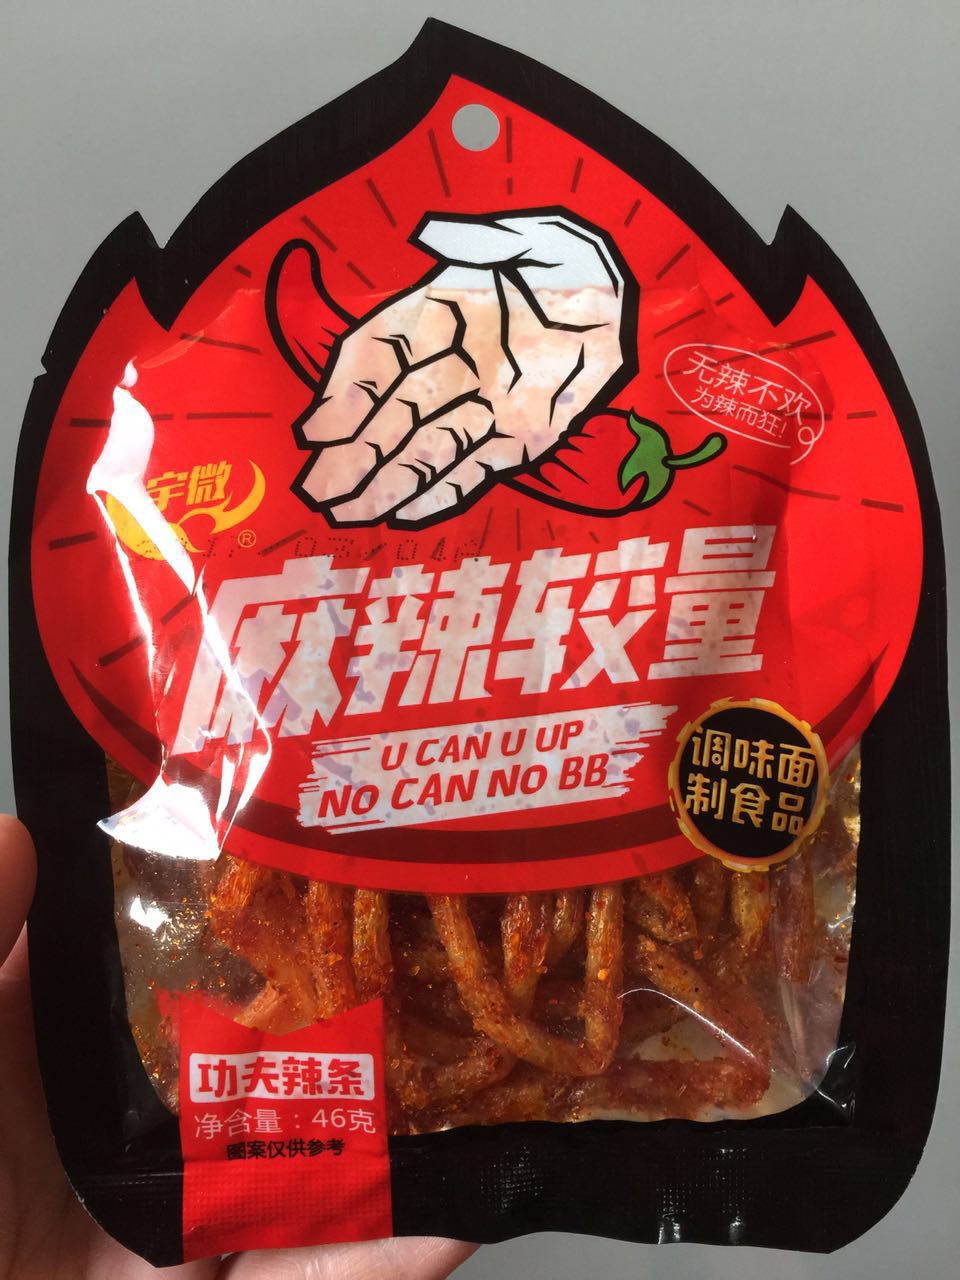 无辣不欢
为辣而狂!
宇微
®
麻辣较量
U CAN U UP
NO CAN NO BB
调味面
制食品
功夫辣条
净含量：46克
图案仅供参考